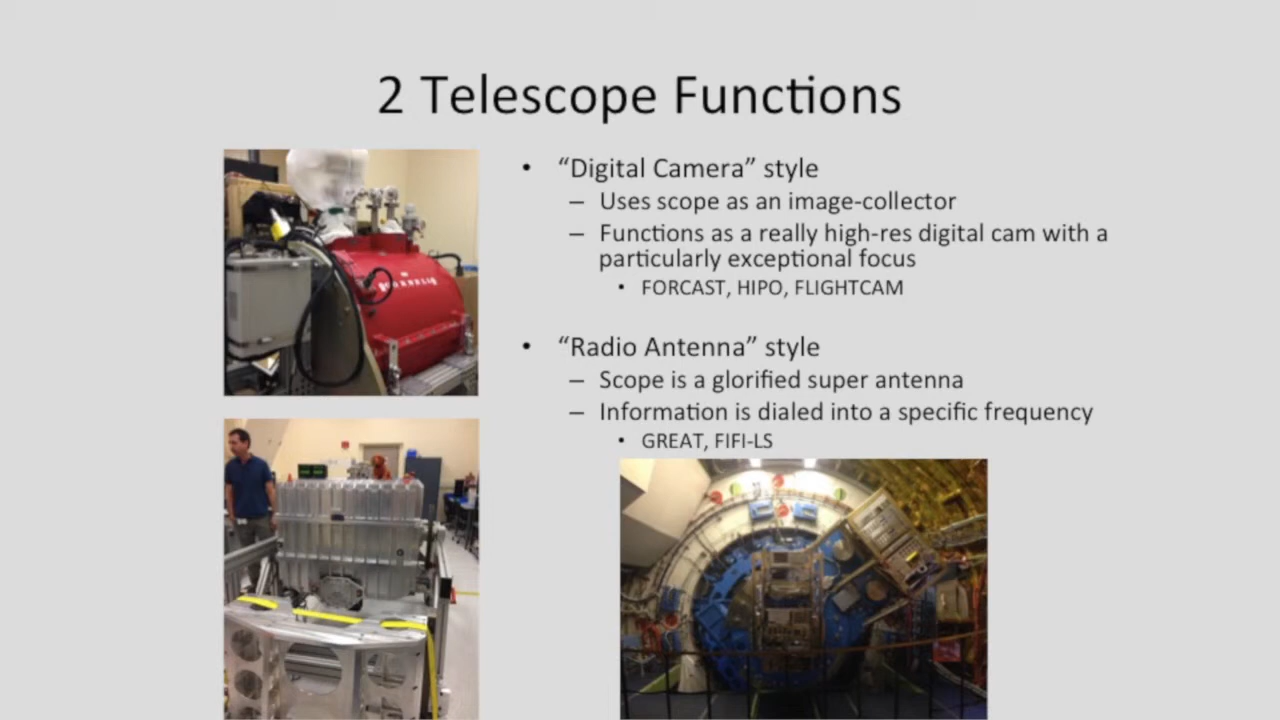 2 Telescope Functions
• “Digital Camera” style
– Uses scope as an image-collector
– Functions as a really high-res digital cam with a
particularly exceptional focus
• FORCAST, HIPO, FLIGHTCAM
• “Radio Antenna” style
– Scope is a glorified super antenna
– Information is dialed into a specific frequency
• GREAT, FIFI-LS
CORNELL